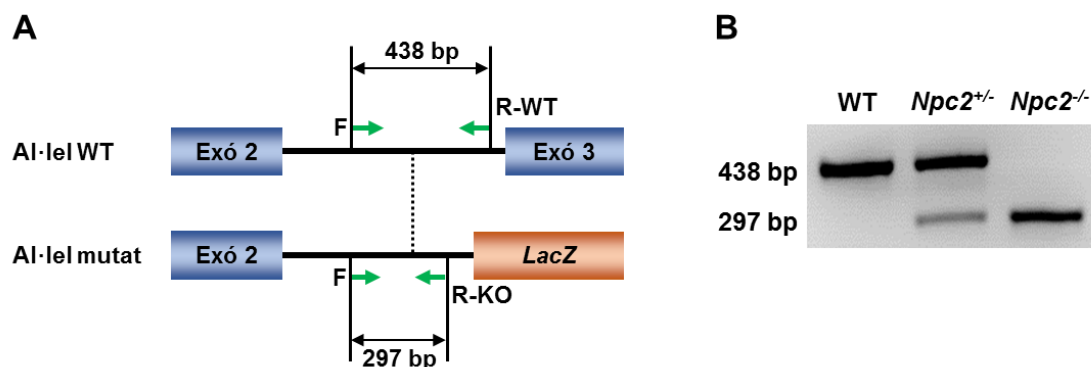 A
438 bp
F
R-WT
Al·lel WT
Exó 2
Exó 3
Al·lel mutat
Exó 2
LacZ
F
R-KO
297 bp
B
WT
Npc2+/-
Npc2-/-
438 bp
297 bp